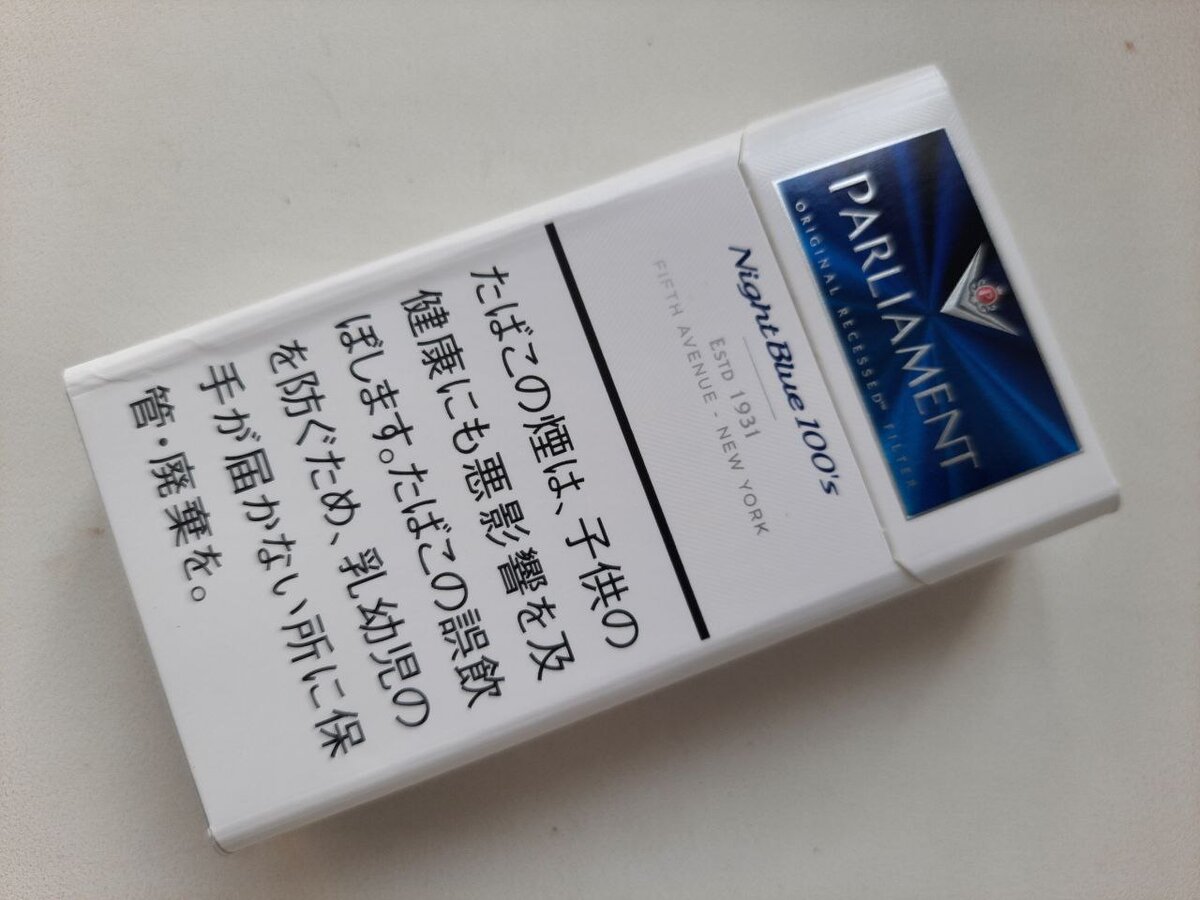 PARLIAMENT
ORIGINAL RECESSED™ FILTER
Night Blue 100's
ESTD 1931
FIFTH AVENUE - NEW YORK
たばこの煙は、子供の
健康にも悪影響を及
ぼします。たばこの誤飲
を防ぐため、乳幼児の
手が届かない所に保
管・廃棄を。